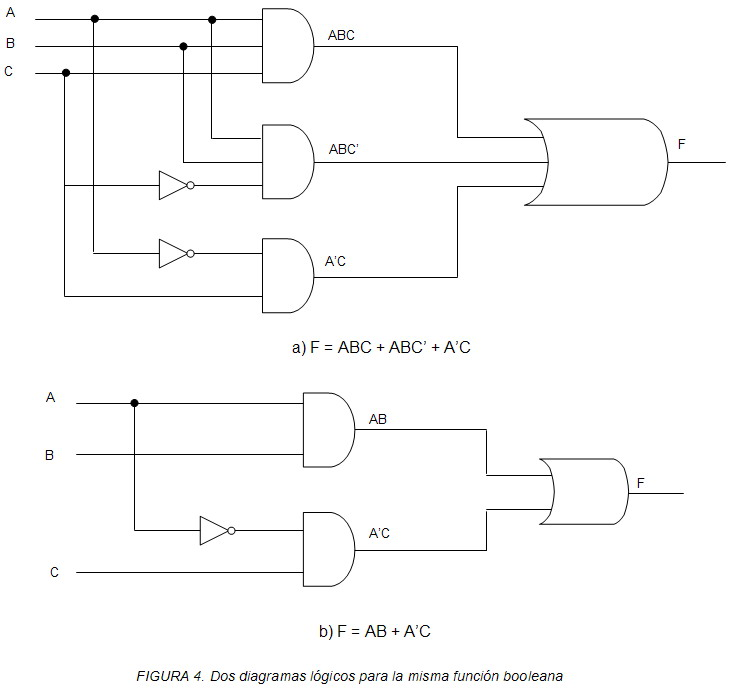 A
B
C
ABC
ABC'
A'C
F
a) F = ABC + ABC' + A'C
A
B
C
AB
A'C
F
b) F = AB + A'C
FIGURA 4. Dos diagramas lógicos para la misma función booleana